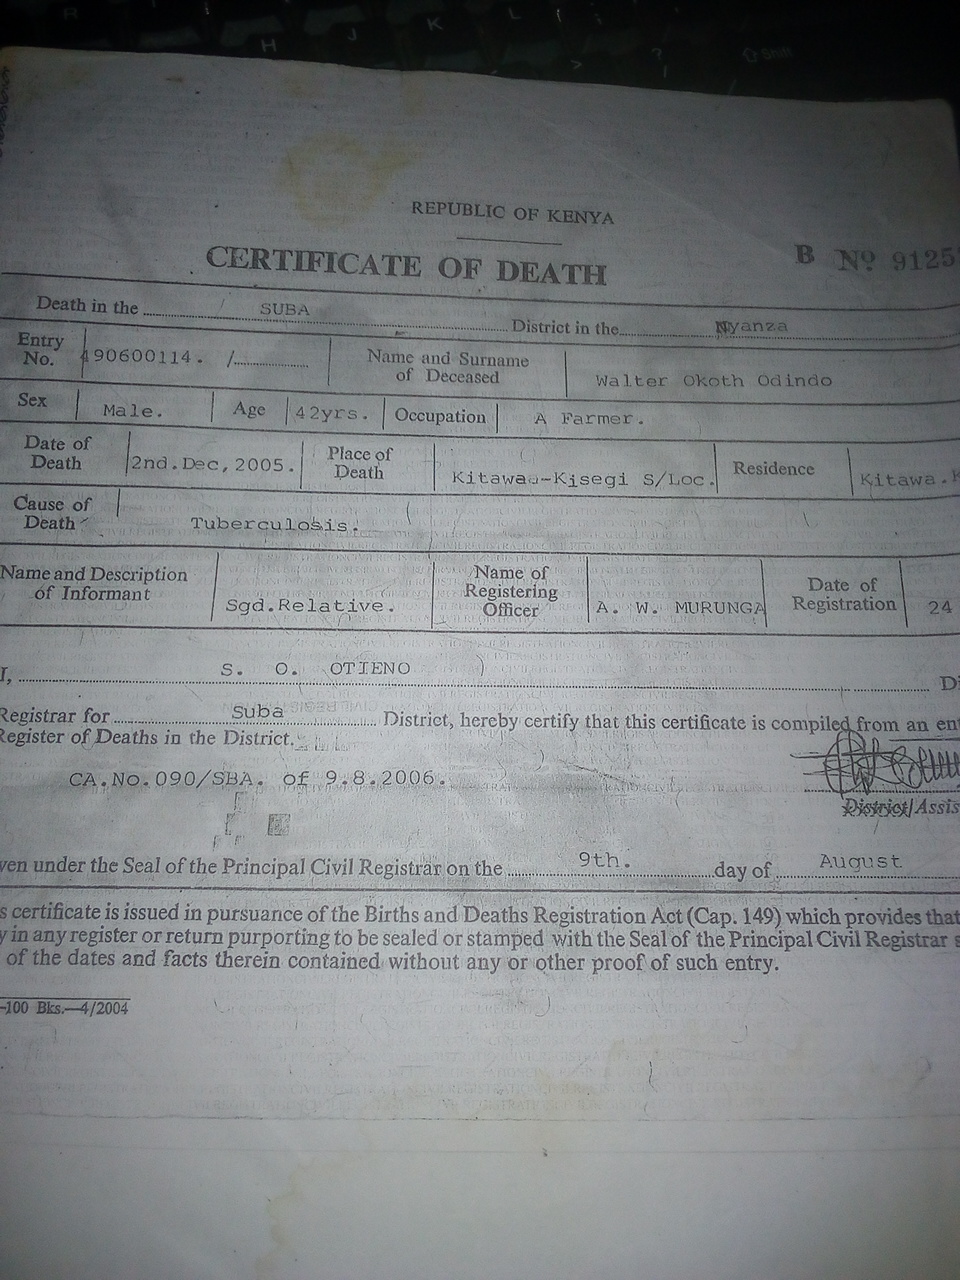 REPUBLIC OF KENYA
CERTIFICATE OF DEATH
B Nº 9125
Death in the SUBA District in the Nyanza
Entry No. 190600114. / Name and Surname of Deceased Walter Okoth Odindo
Sex Male. Age 42yrs. Occupation A Farmer.
Date of Death 2nd.Dec,2005. Place of Death Kitawa-Kisegi S/Loc. Residence Kitawa.
Cause of Death Tuberculosis.
Name and Description of Informant Sgd.Relative. Name of Registering Officer A. W. MURUNGA Date of Registration 24
I, S. O. OTIENO
Registrar for Suba District, hereby certify that this certificate is compiled from an
Register of Deaths in the District.
CA.No.090/SBA. of 9.8.2006.
District/Assis
ven under the Seal of the Principal Civil Registrar on the 9th. day of August
s certificate is issued in pursuance of the Births and Deaths Registration Act (Cap. 149) which provides that
y in any register or return purporting to be sealed or stamped with the Seal of the Principal Civil Registrar
of the dates and facts therein contained without any or other proof of such entry.
-100 Bks.—4/2004
R
H J K L
> ? Shift